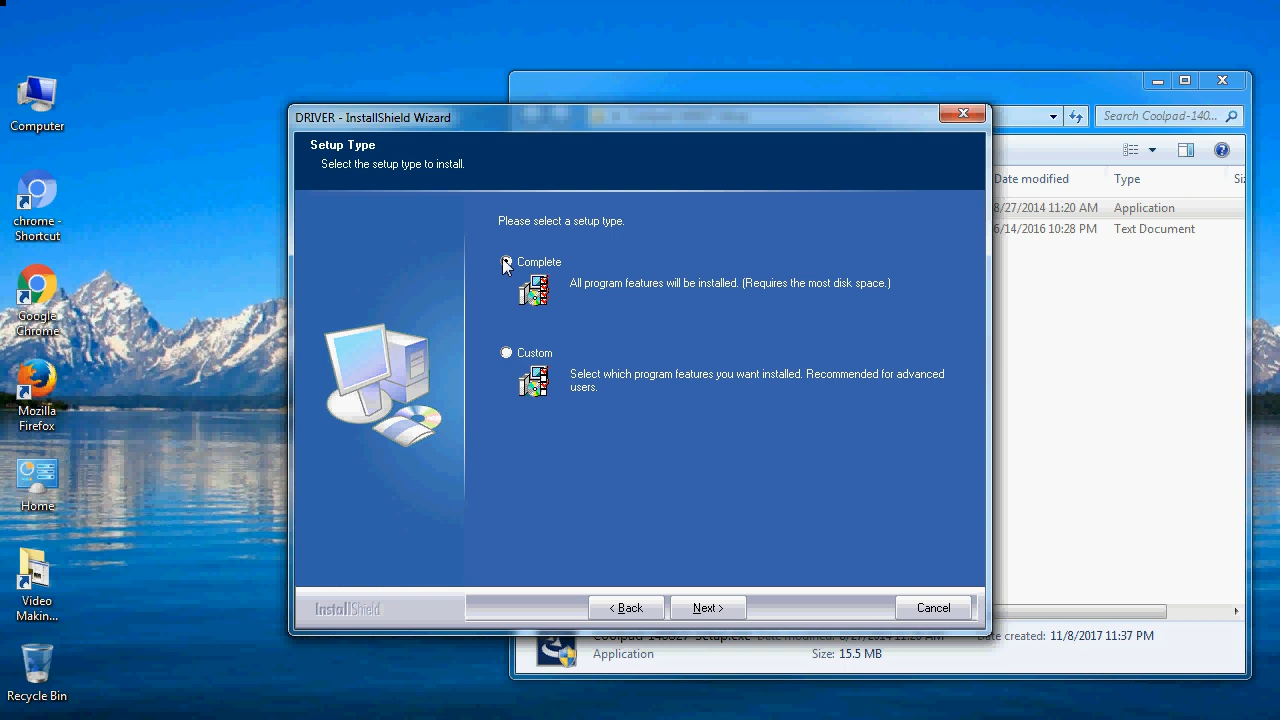 Computer
chrome -
Shortcut
Google
Chrome
Mozilla
Firefox
Home
Video
Makin...
Recycle Bin
DRIVER - InstallShield Wizard
Setup Type
Select the setup type to install.
Please select a setup type.
Complete
All program features will be installed. (Requires the most disk space.)
Custom
Select which program features you want installed. Recommended for advanced
users.
InstallShield
< Back
Next >
Cancel
Search Coolpad-140...
Date modified Type Siz
8/27/2014 11:20 AM Application
6/14/2016 10:28 PM Text Document
Date created: 11/8/2017 11:37 PM
Application Size: 15.5 MB